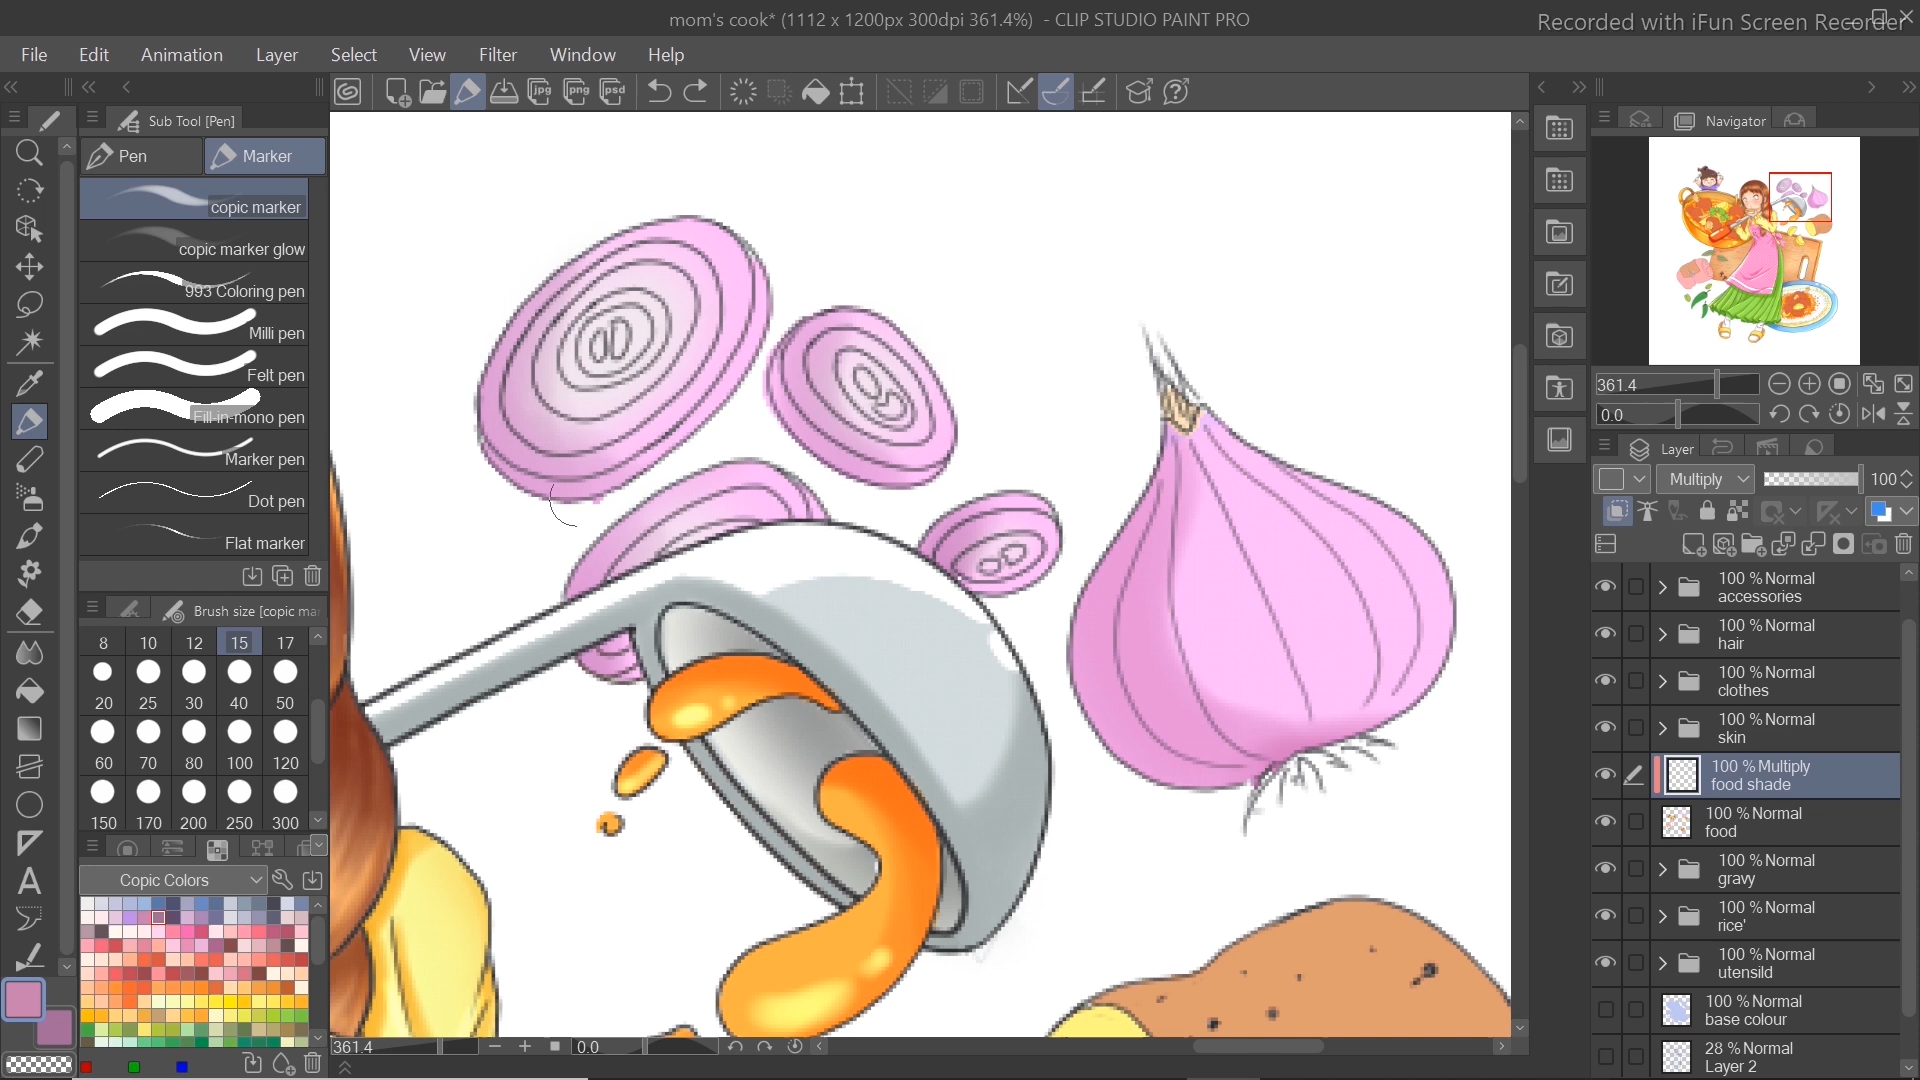 mom's cook* (1112 x 1200px 300dpi 361.4%) - CLIP STUDIO PAINT PRO
Recorded with iFun Screen Recorder
File Edit Animation Layer Select View Filter Window Help
jpg png psd
Sub Tool [Pen]
Pen Marker
copic marker
copic marker glow
993 Coloring pen
Milli pen
Felt pen
Fill-in-mono pen
Marker pen
Dot pen
Flat marker
Brush size [copic mar
8 10 12 15 17
20 25 30 40 50
60 70 80 100 120
150 170 200 250 300
Copic Colors
361.4 0.0
Navigator
361.4
0.0
Layer
Multiply 100
100 % Normal
accessories
100 % Normal
hair
100 % Normal
clothes
100 % Normal
skin
100 % Multiply
food shade
100 % Normal
food
100 % Normal
gravy
100 % Normal
rice'
100 % Normal
utensild
100 % Normal
base colour
28 % Normal
Layer 2